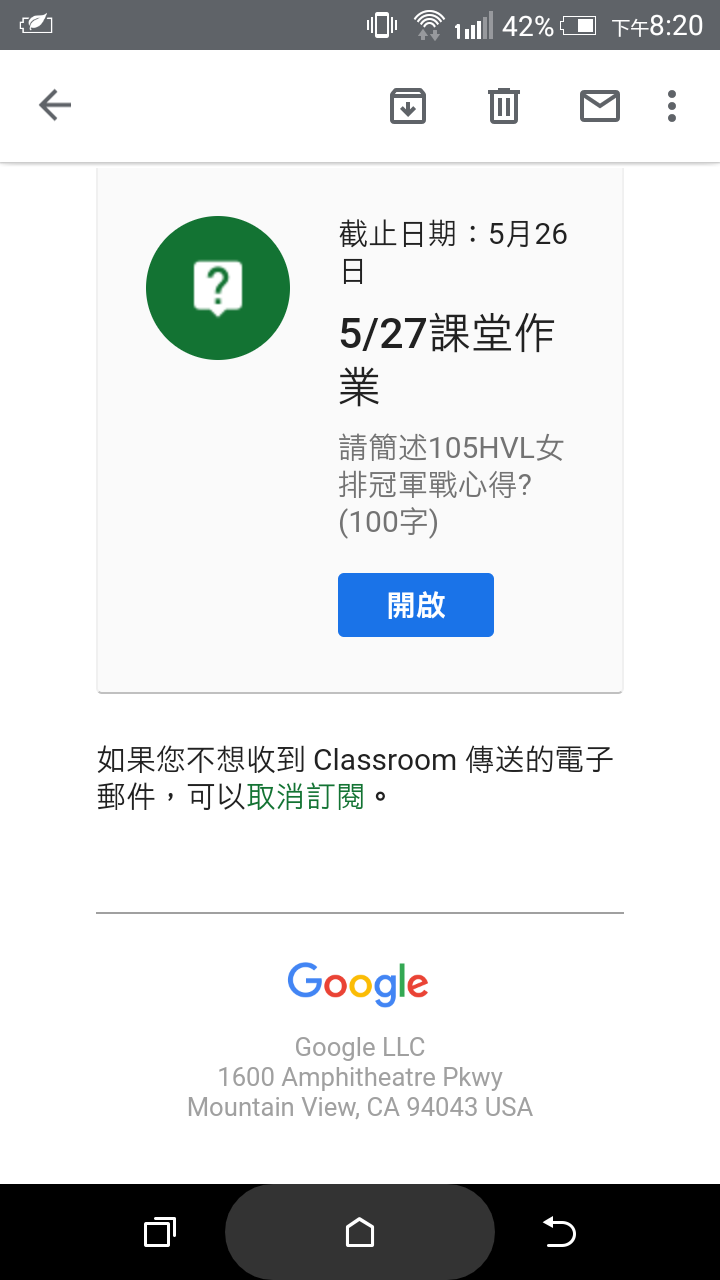 42% 下午8:20
?
截止日期：5月26
日
5/27課堂作
業
請簡述105HVL女
排冠軍戰心得?
(100字)
開啟
如果您不想收到 Classroom 傳送的電子
郵件，可以取消訂閱。
Google
Google LLC
1600 Amphitheatre Pkwy
Mountain View, CA 94043 USA